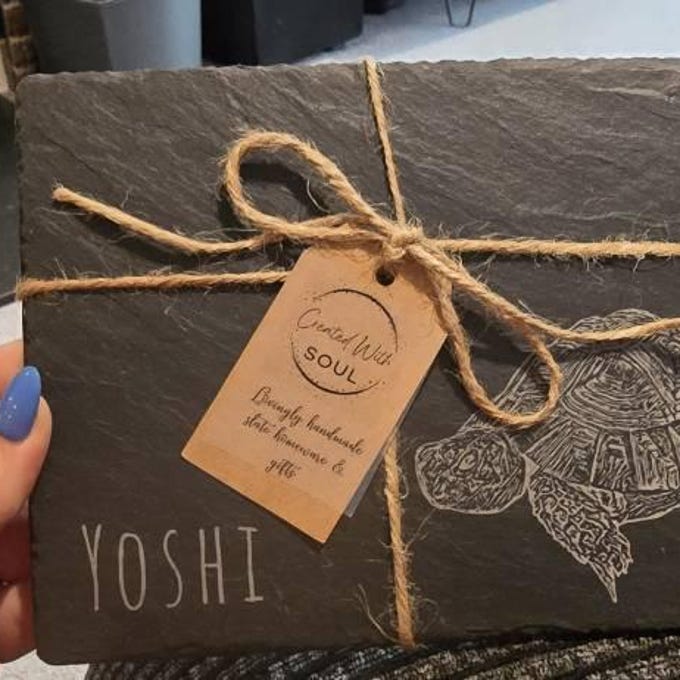 Created With
SOUL
Lovingly handmade
slate homeware &
gifts
YOSHI